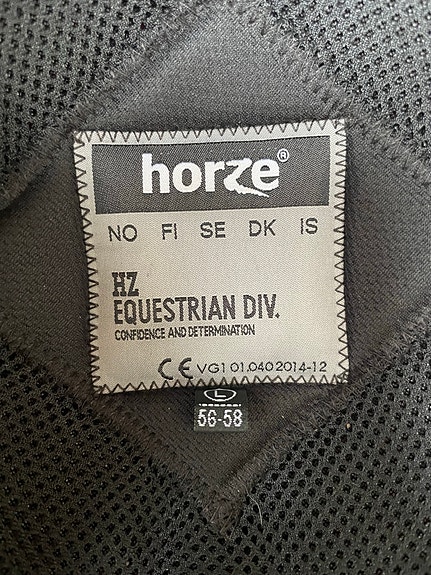 horze®
NO FI SE DK IS
HZ
EQUESTRIAN DIV.
CONFIDENCE AND DETERMINATION
CE VG1 01.040 2014-12
L
56-58